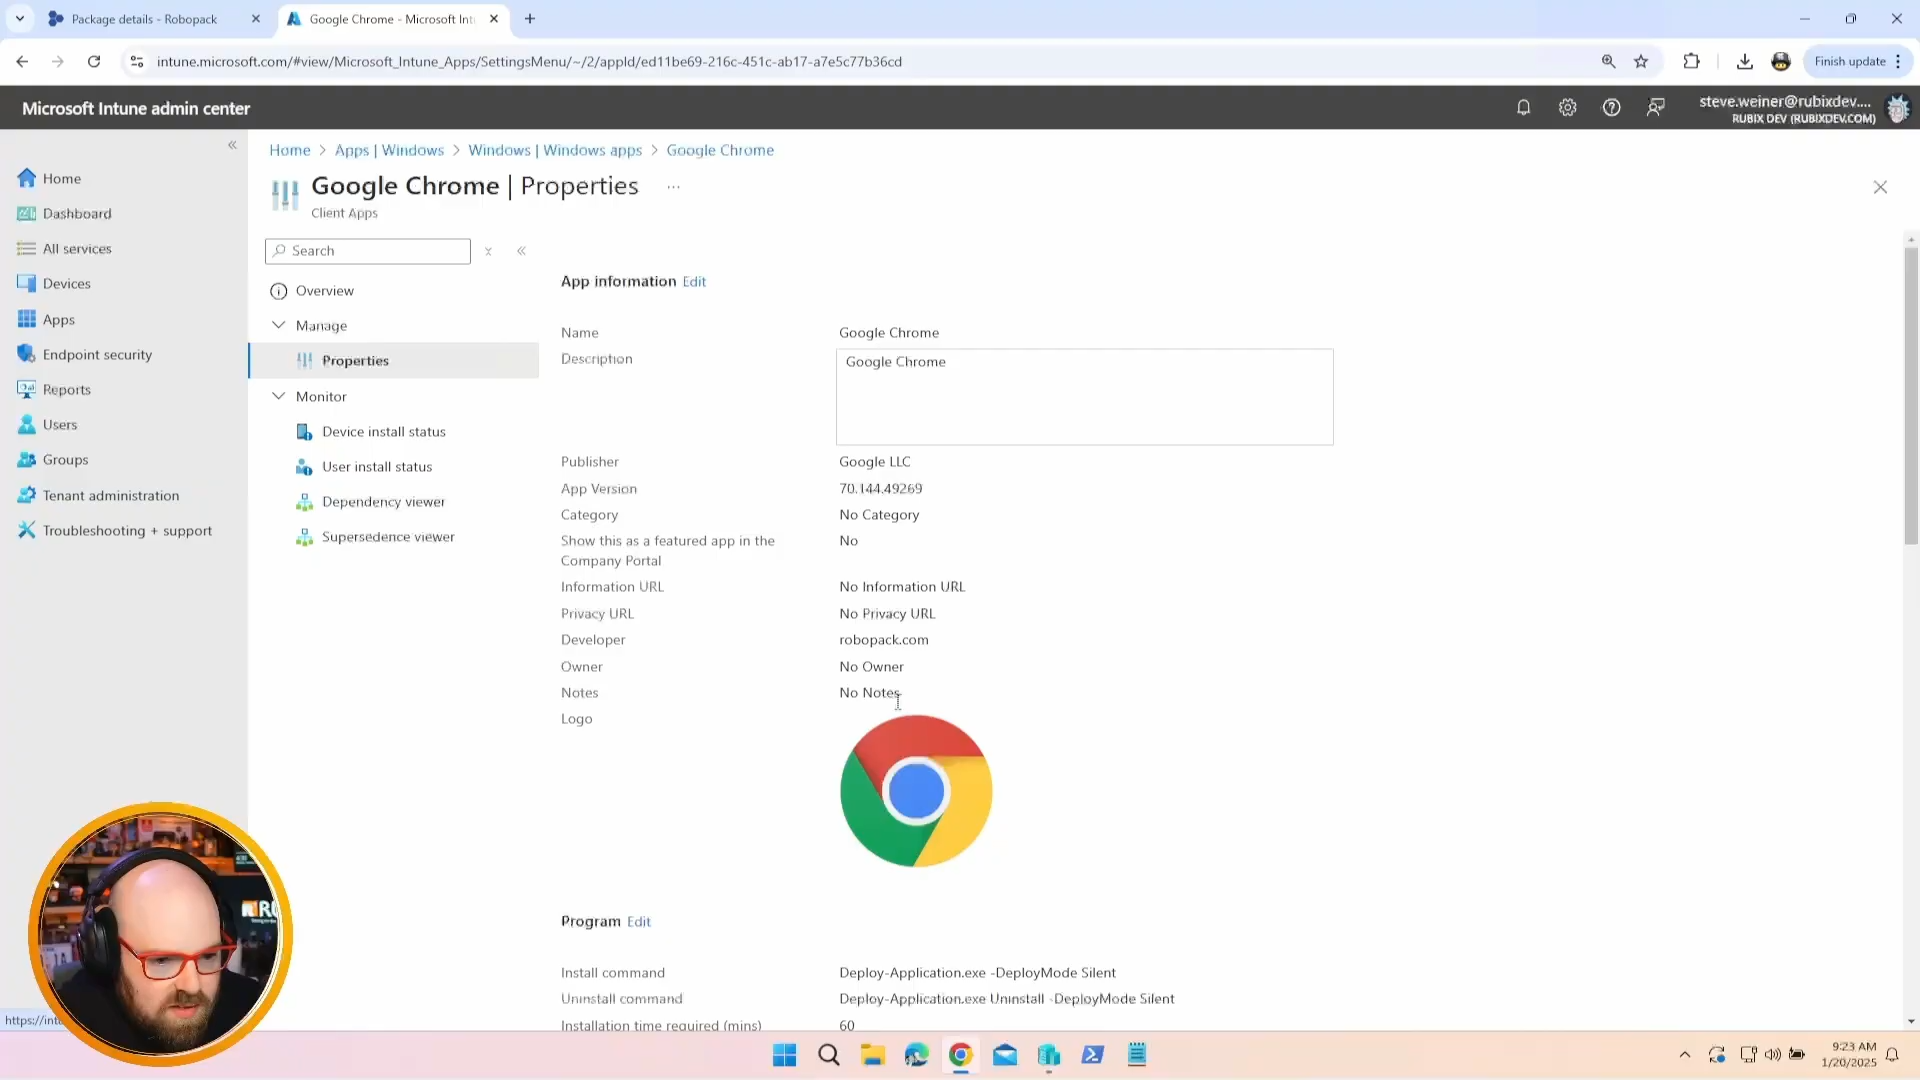 Package details - Robopack
Google Chrome - Microsoft Int
intune.microsoft.com/#view/Microsoft_Intune_Apps/SettingsMenu/~/2/appId/ed11be69-216c-451c-ab17-a7e5c77b36cd
Finish update
Microsoft Intune admin center
steve.weiner@rubixdev....
RUBIX DEV (RUBIXDEV.COM)
Home > Apps | Windows > Windows | Windows apps > Google Chrome
Google Chrome | Properties ...
Client Apps
Home
Dashboard
All services
Devices
Apps
Endpoint security
Reports
Users
Groups
Tenant administration
Troubleshooting + support
Search
Overview
Manage
Properties
Monitor
Device install status
User install status
Dependency viewer
Supersedence viewer
App information Edit
Name Google Chrome
Description Google Chrome
Publisher Google LLC
App Version 70.144.49269
Category No Category
Show this as a featured app in the No
Company Portal
Information URL No Information URL
Privacy URL No Privacy URL
Developer robopack.com
Owner No Owner
Notes No Notes
Logo
Program Edit
Install command Deploy-Application.exe -DeployMode Silent
Uninstall command Deploy-Application.exe Uninstall -DeployMode Silent
Installation time required (mins) 60
https://int
9:23 AM
1/20/2025